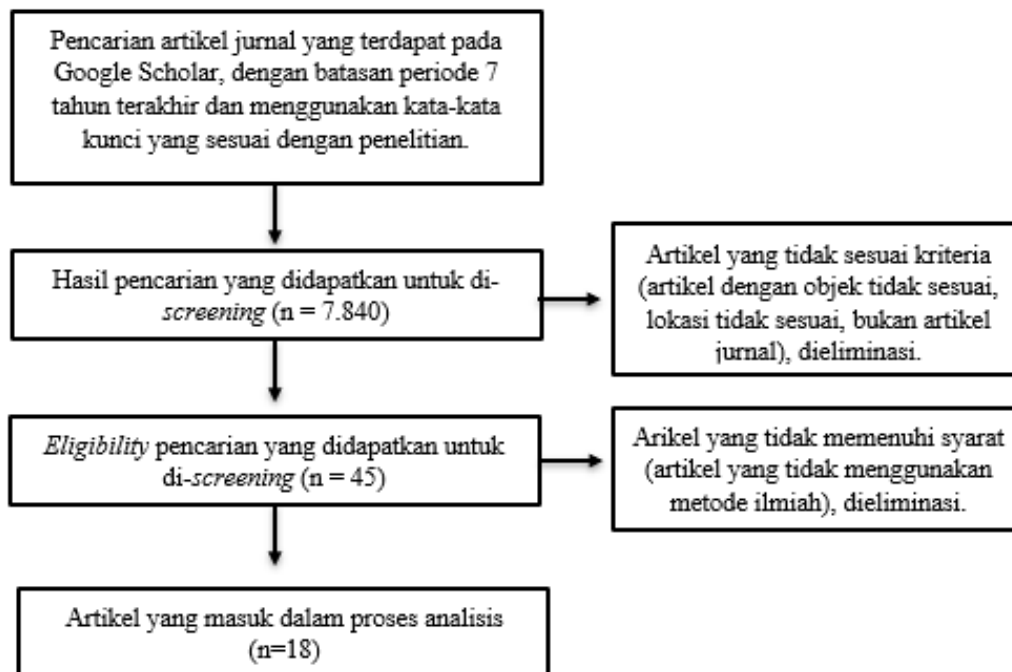 Pencarian artikel jurnal yang terdapat pada
Google Scholar, dengan batasan periode 7
tahun terakhir dan menggunakan kata-kata
kunci yang sesuai dengan penelitian.
Hasil pencarian yang didapatkan untuk di-
screening (n = 7.840)
Artikel yang tidak sesuai kriteria
(artikel dengan objek tidak sesuai,
lokasi tidak sesuai, bukan artikel
jurnal), dieliminasi.
Eligibility pencarian yang didapatkan untuk
di-screening (n = 45)
Arikel yang tidak memenuhi syarat
(artikel yang tidak menggunakan
metode ilmiah), dieliminasi.
Artikel yang masuk dalam proses analisis
(n=18)